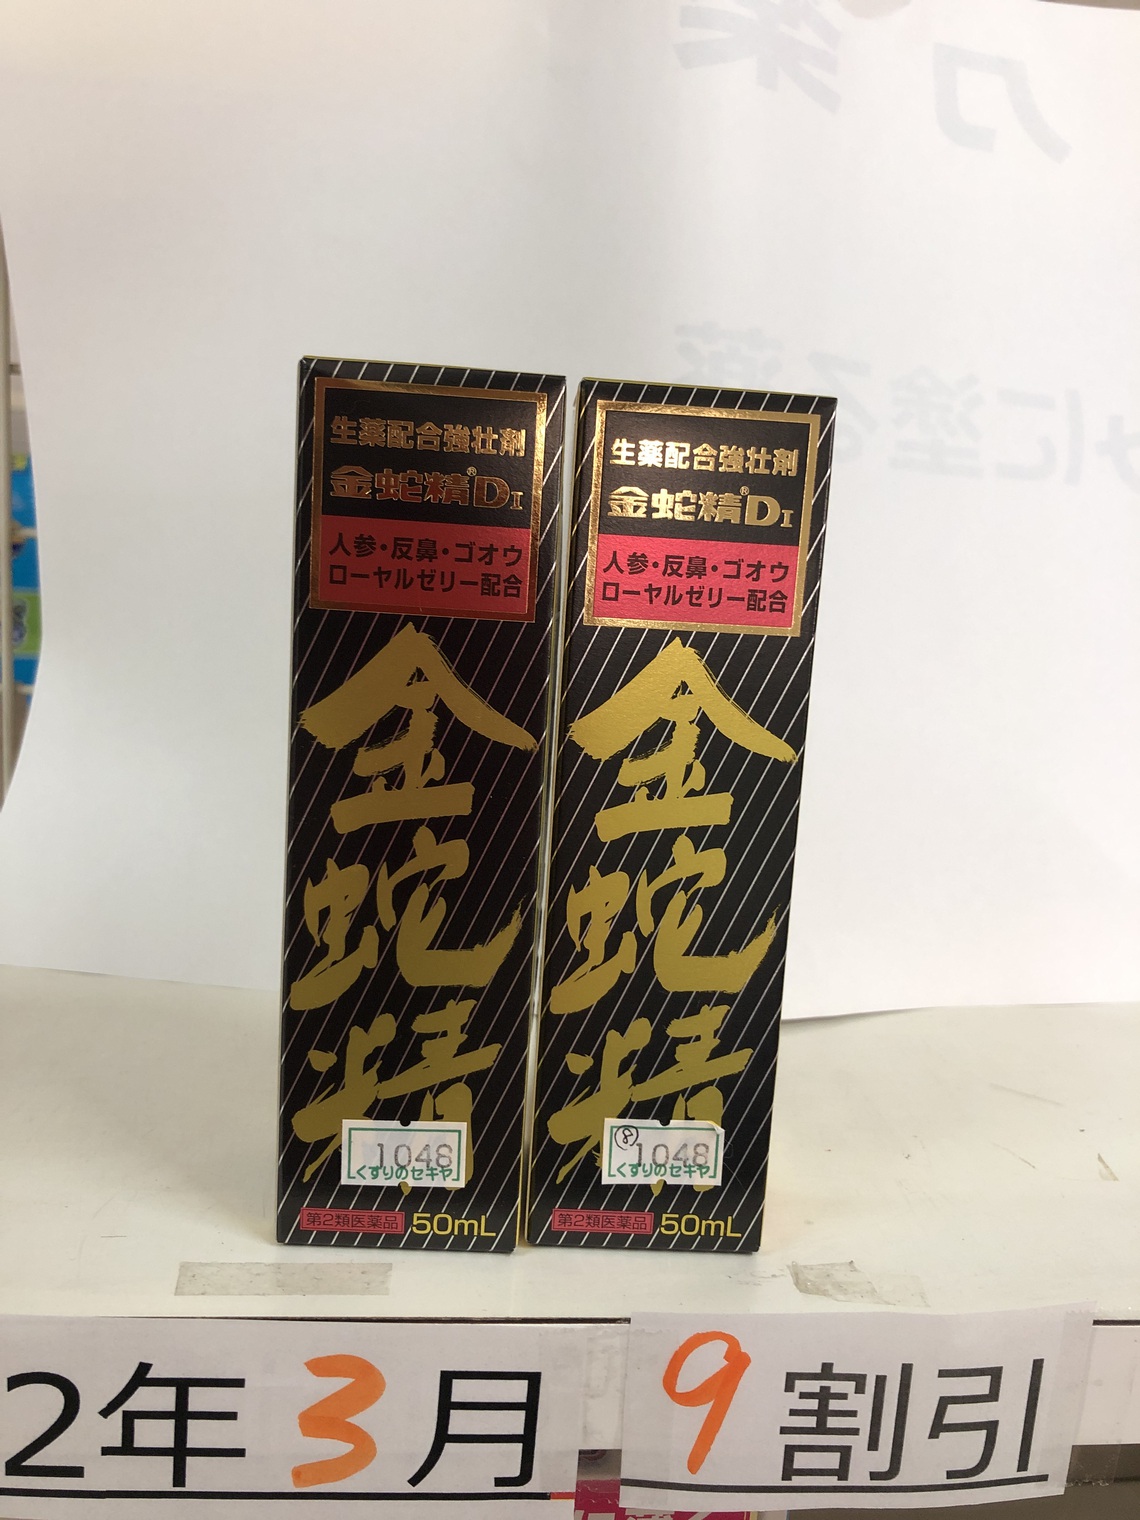 生薬配合強壮剤
金蛇精®DI
人参・反鼻・ゴオウ
ローヤルゼリー配合
金蛇精
1048
くすりのセキヤ
第2類医薬品 50mL
生薬配合強壮剤
金蛇精®DI
人参・反鼻・ゴオウ
ローヤルゼリー配合
金蛇精
⑧ 1048
くすりのセキヤ
第2類医薬品 50mL
2年3月 9割引